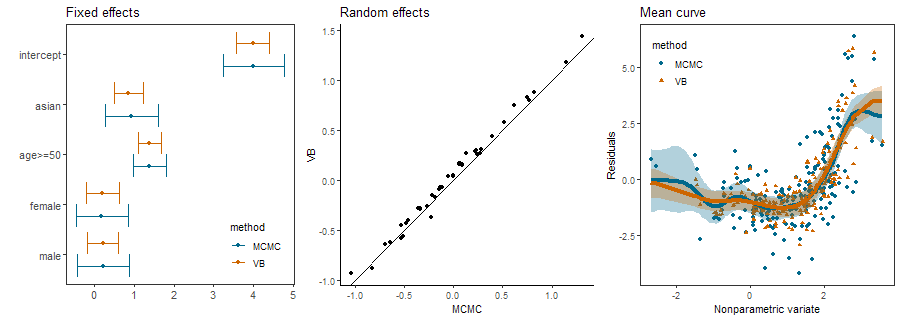 Fixed effects
intercept
asian
age>=50
female
male
method
MCMC
VB
0
1
2
3
4
5
Random effects
VB
1.5
1.0
0.5
0.0
-0.5
-1.0
-1.0
-0.5
0.0
0.5
1.0
MCMC
Mean curve
method
MCMC
VB
Residuals
5.0
2.5
0.0
-2.5
-2
0
2
Nonparametric variate